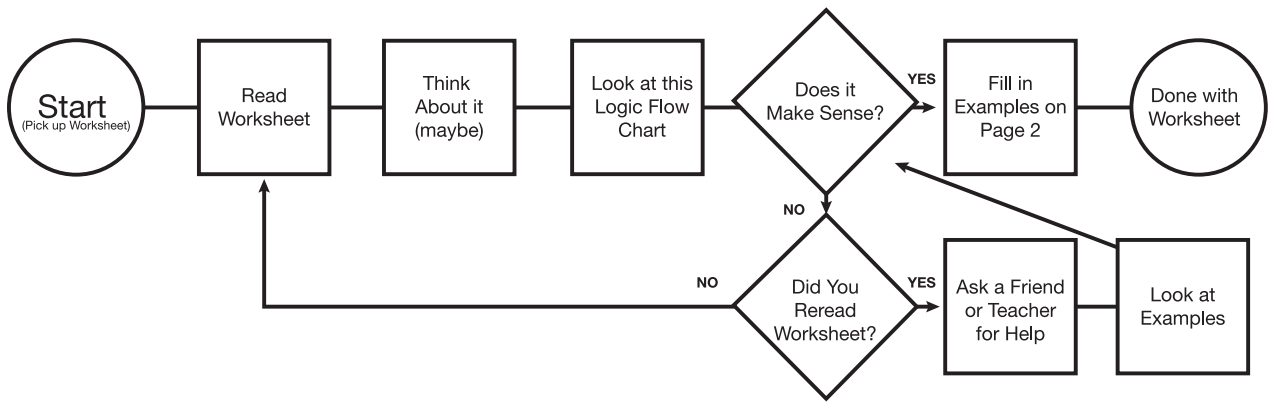 Start
(Pick up Worksheet)
Read
Worksheet
Think
About it
(maybe)
Look at this
Logic Flow
Chart
Does it
Make Sense?
YES
Fill in
Examples on
Page 2
Done with
Worksheet
NO
NO
Did You
Reread
Worksheet?
YES
Ask a Friend
or Teacher
for Help
Look at
Examples